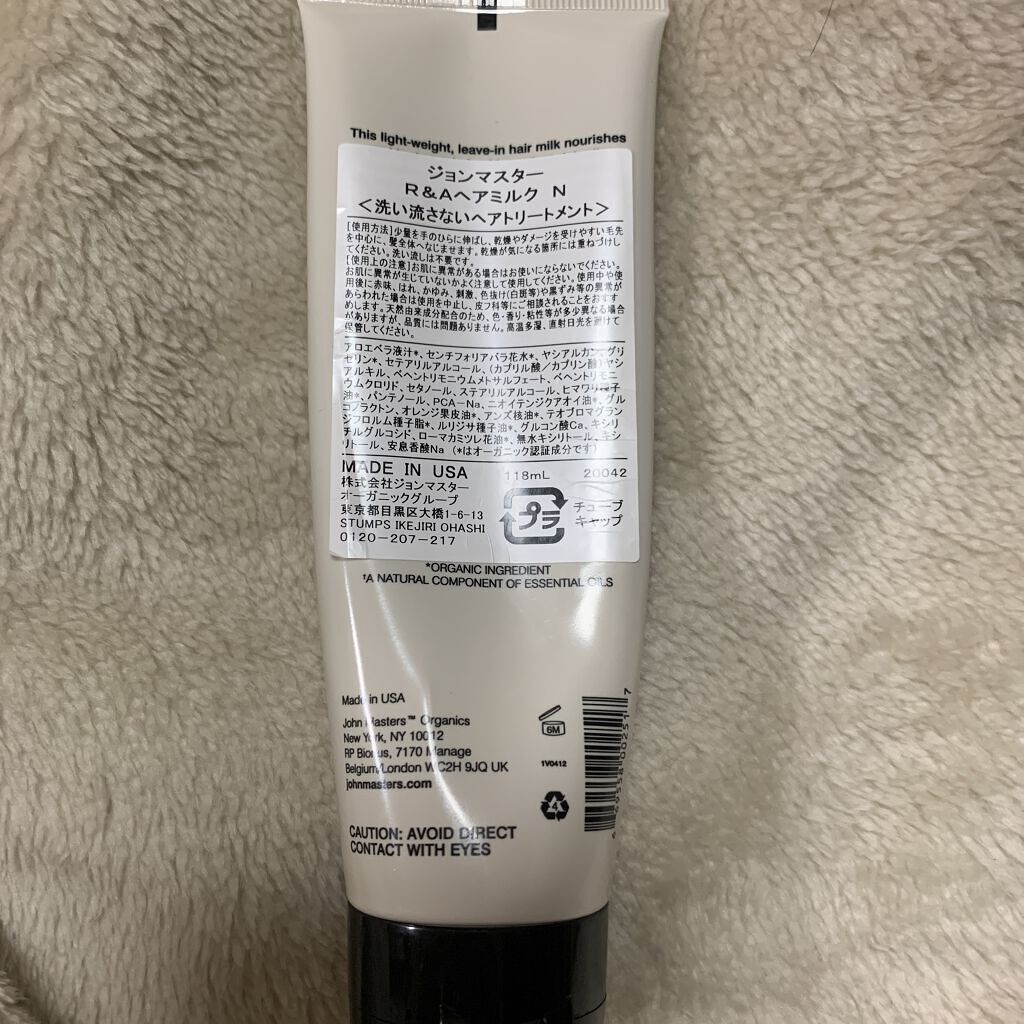 This light-weight, leave-in hair milk nourishes
ジョンマスター
R&Aヘアミルク N
<洗い流さないヘアトリートメント>
[使用方法]少量を手のひらに伸ばし、乾燥やダメージを受けやすい毛先
を中心に、髪全体へなじませます。乾燥が気になる箇所には重ねづけし
てください。洗い流しは不要です。
[使用上の注意]お肌に異常がある場合はお使いにならないでください。
お肌に異常が生じていないかよく注意して使用してください。使用中や使
用後に赤味、はれ、かゆみ、刺激、色抜け(白斑等)や黒ずみ等の異常が
あらわれた場合は使用を中止し、皮フ科等にご相談されることをおすす
めします。天然由来成分配合のため、色・香り・粘性等が多少異なる場合
がありますが、品質には問題ありません。高温多湿、直射日光を避けて
保管してください。
アロエベラ液汁*、センチフォリアバラ花水*、ヤシアルカンググリ
セリン*、セテアリルアルコール、(カプリル酸/カプリン酸)ヤシ
アルキル、ベヘントリモニウムメトサルフェート、ベヘントリモニ
ウムクロリド、セタノール、ステアリルアルコール、ヒマワリ種子
油*、パンテノール、PCA-Na、ニオイテンジクアオイ油*、グル
コノラクトン、オレンジ果皮油*、アンズ核油*、テオブロマグラン
ジフロルム種子脂*、ルリジサ種子油*、グルコン酸Ca、キシリ
チルグルコシド、ローマカミツレ花油*、無水キシリトール、キシ
リトール、安息香酸Na (*はオーガニック認証成分です)
MADE IN USA 118mL 20042
株式会社ジョンマスター
オーガニックグループ
東京都目黒区大橋1-6-13
STUMPS IKEJIRI OHASHI
0120-207-217
プラ
チューブ
キャップ
*ORGANIC INGREDIENT
‡A NATURAL COMPONENT OF ESSENTIAL OILS
Made in USA
John Masters™ Organics
New York, NY 10012
RP Bionus, 7170 Manage
Belgium/London WC2H 9JQ UK
johnmasters.com
6M
1V0412
4
CAUTION: AVOID DIRECT
CONTACT WITH EYES